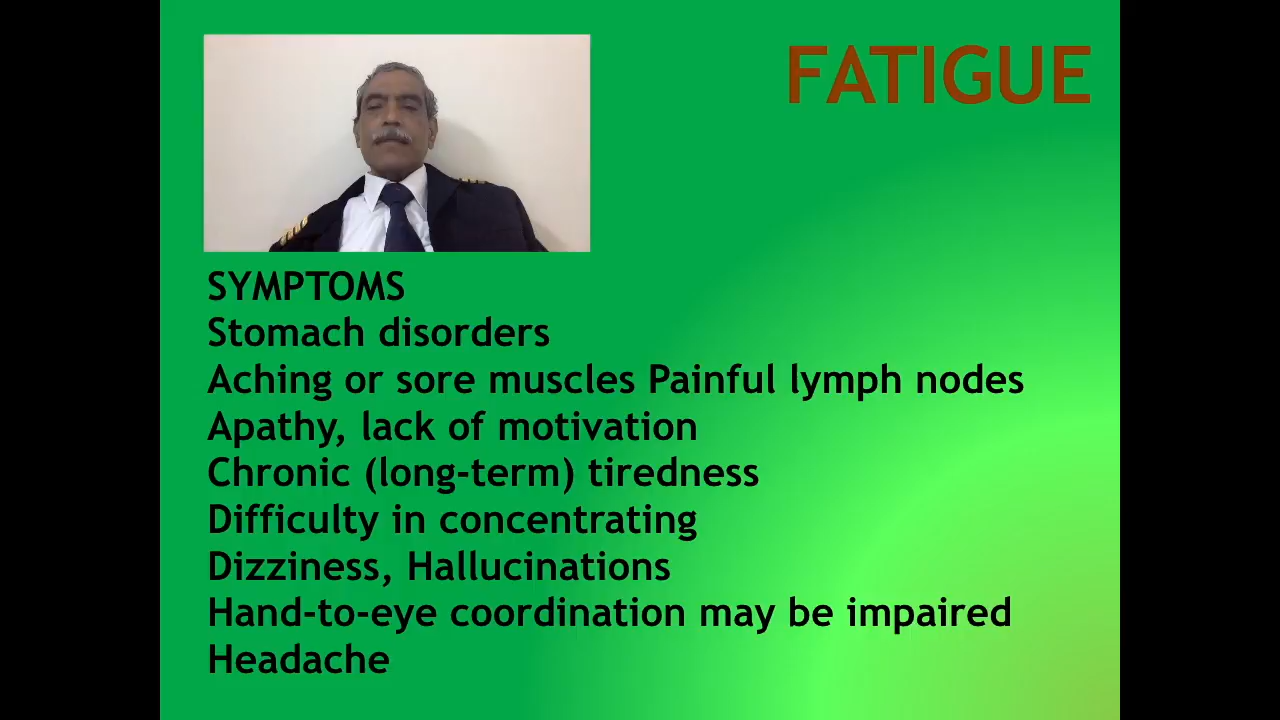 FATIGUE
SYMPTOMS
Stomach disorders
Aching or sore muscles Painful lymph nodes
Apathy, lack of motivation
Chronic (long-term) tiredness
Difficulty in concentrating
Dizziness, Hallucinations
Hand-to-eye coordination may be impaired
Headache